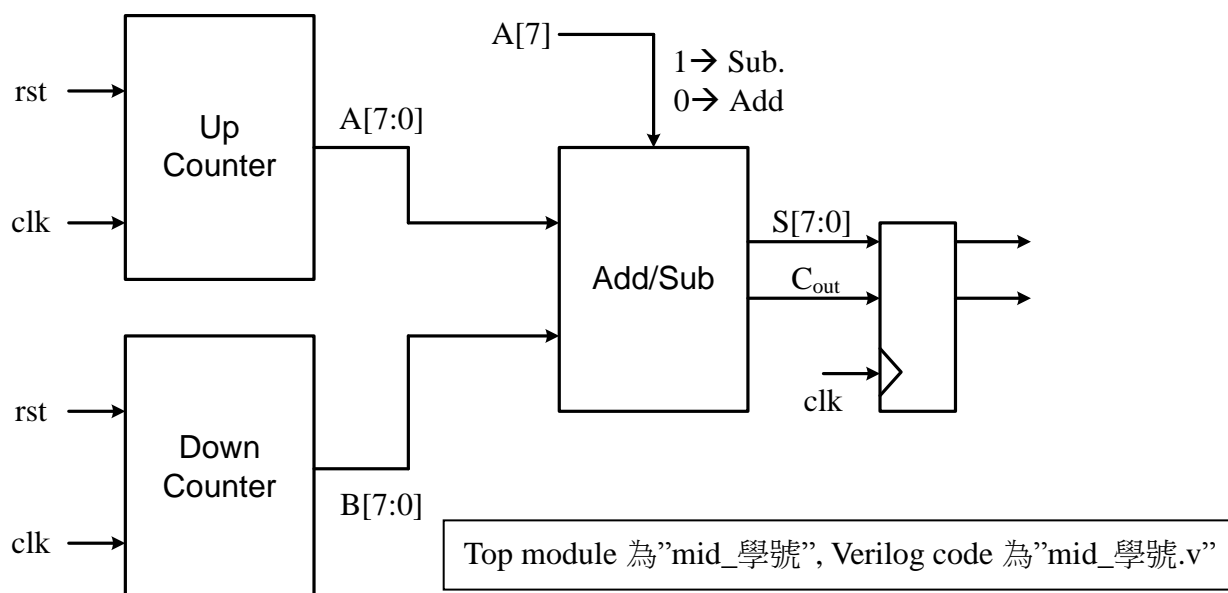 rst
clk
Up
Counter
A[7:0]
A[7]
1→ Sub.
0→ Add
Add/Sub
S[7:0]
Cout
clk
rst
clk
Down
Counter
B[7:0]
Top module 為”mid_學號”, Verilog code 為”mid_學號.v”